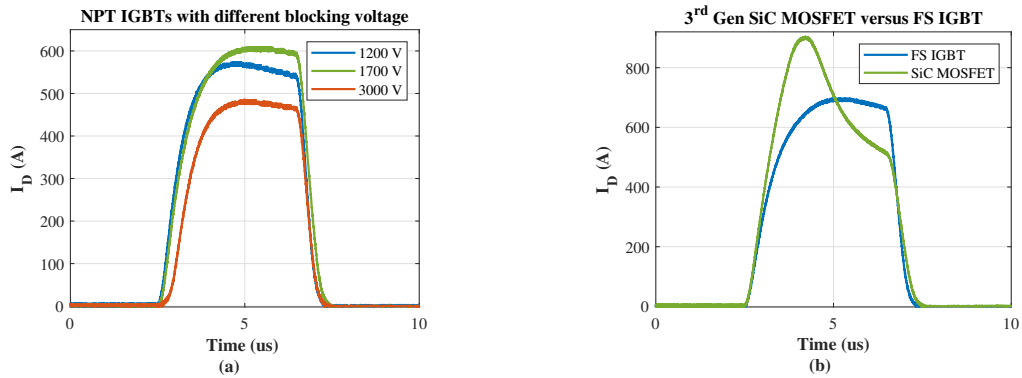 NPT IGBTs with different blocking voltage
600
500
400
300
200
100
0
I_D (A)
1200 V
1700 V
3000 V
0
5
10
Time (us)
(a)
3rd Gen SiC MOSFET versus FS IGBT
800
600
400
200
0
I_D (A)
FS IGBT
SiC MOSFET
0
5
10
Time (us)
(b)